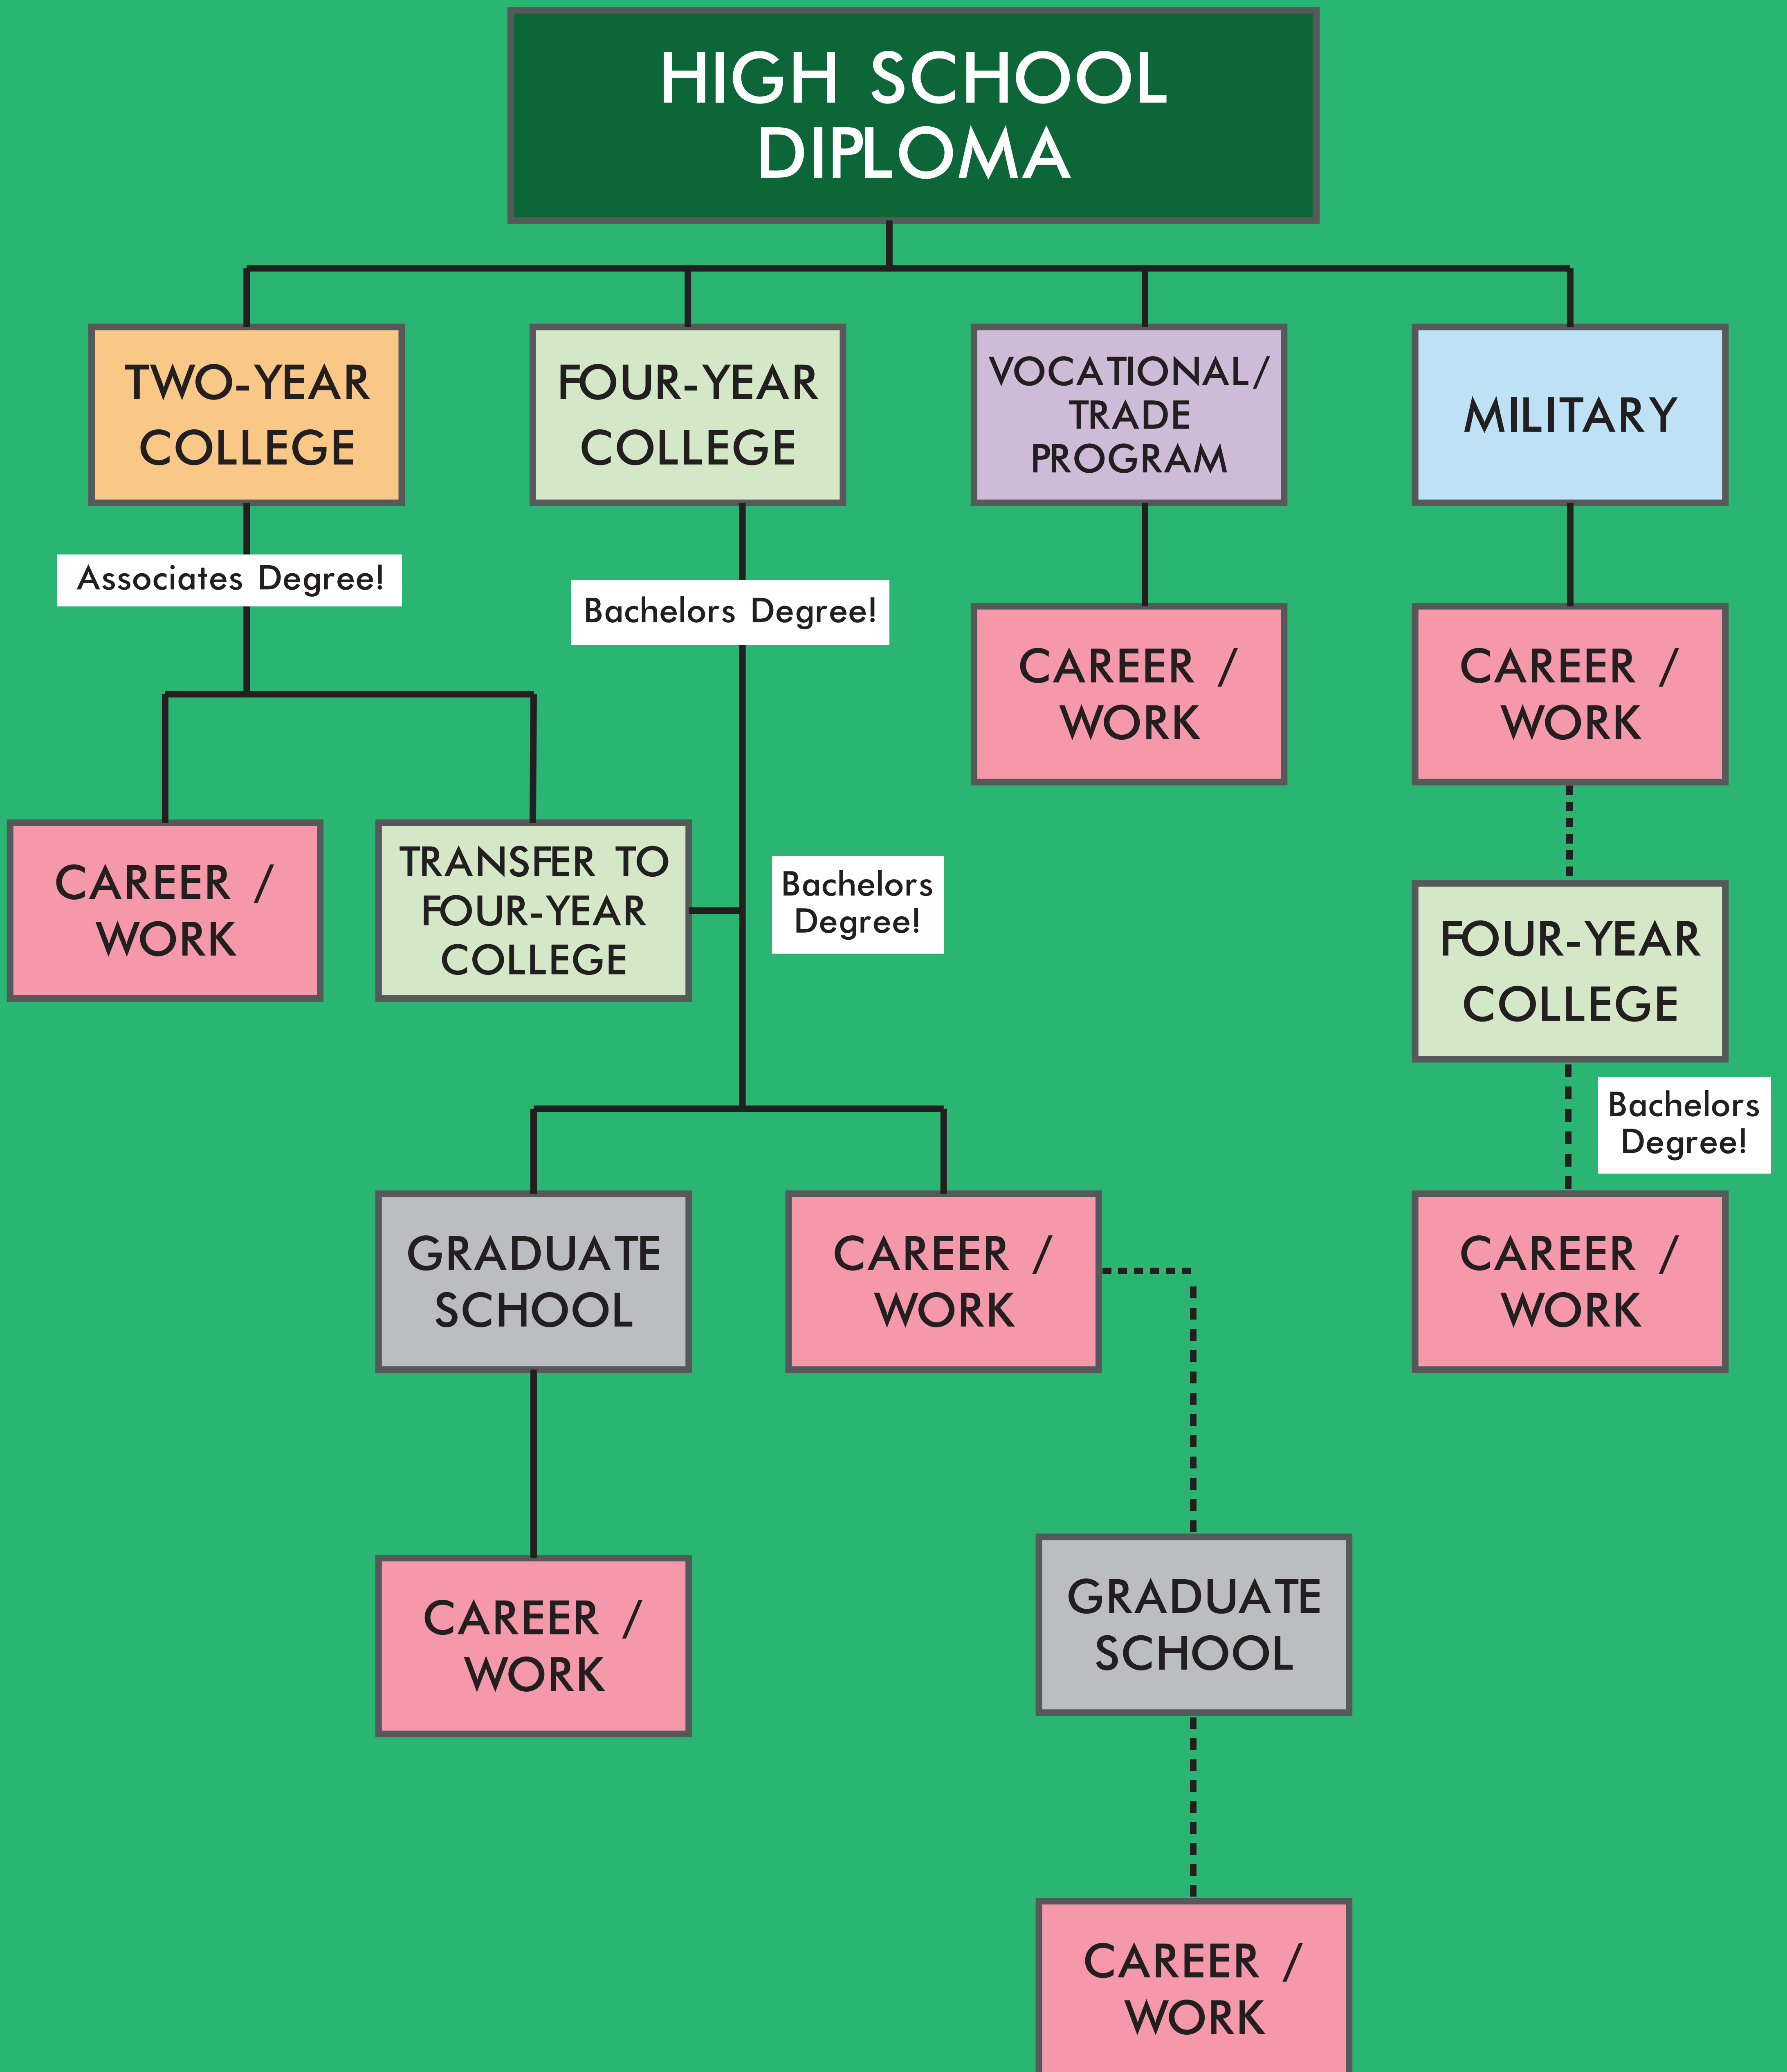 HIGH SCHOOL
DIPLOMA
TWO-YEAR
COLLEGE
FOUR-YEAR
COLLEGE
VOCATIONAL/
TRADE
PROGRAM
MILITARY
Associates Degree!
Bachelors Degree!
CAREER /
WORK
CAREER /
WORK
CAREER /
WORK
TRANSFER TO
FOUR-YEAR
COLLEGE
Bachelors
Degree!
FOUR-YEAR
COLLEGE
Bachelors
Degree!
GRADUATE
SCHOOL
CAREER /
WORK
CAREER /
WORK
CAREER /
WORK
GRADUATE
SCHOOL
CAREER /
WORK